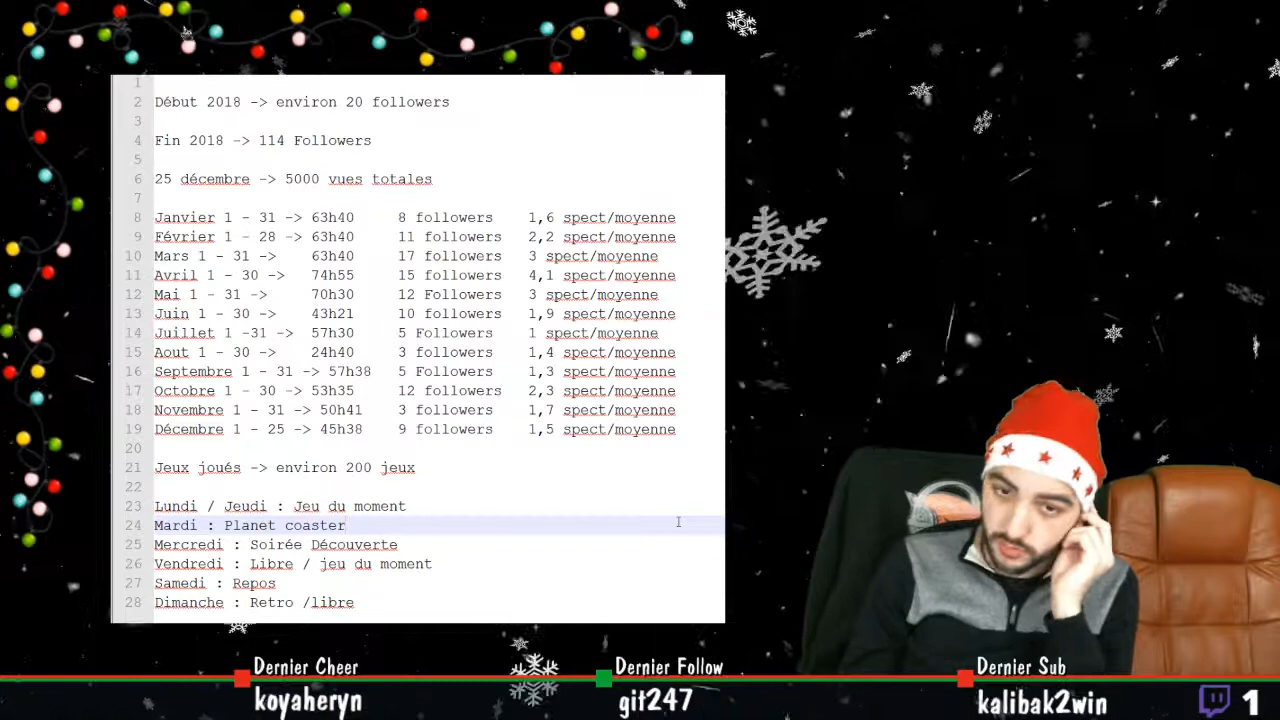 1
2 Début 2018 -> environ 20 followers
3
4 Fin 2018 -> 114 Followers
5
6 25 décembre -> 5000 vues totales
7
8 Janvier 1 - 31 -> 63h40 8 followers 1,6 spect/moyenne
9 Février 1 - 28 -> 63h40 11 followers 2,2 spect/moyenne
10 Mars 1 - 31 -> 63h40 17 followers 3 spect/moyenne
11 Avril 1 - 30 -> 74h55 15 followers 4,1 spect/moyenne
12 Mai 1 - 31 -> 70h30 12 Followers 3 spect/moyenne
13 Juin 1 - 30 -> 43h21 10 followers 1,9 spect/moyenne
14 Juillet 1 -31 -> 57h30 5 Followers 1 spect/moyenne
15 Aout 1 - 30 -> 24h40 3 followers 1,4 spect/moyenne
16 Septembre 1 - 31 -> 57h38 5 Followers 1,3 spect/moyenne
17 Octobre 1 - 30 -> 53h35 12 followers 2,3 spect/moyenne
18 Novembre 1 - 31 -> 50h41 3 followers 1,7 spect/moyenne
19 Décembre 1 - 25 -> 45h38 9 followers 1,5 spect/moyenne
20
21 Jeux joués -> environ 200 jeux
22
23 Lundi / Jeudi : Jeu du moment
24 Mardi : Planet coaster
25 Mercredi : Soirée Découverte
26 Vendredi : Libre / jeu du moment
27 Samedi : Repos
28 Dimanche : Retro /libre
Dernier Cheer
koyaheryn
Dernier Follow
git247
Dernier Sub
kalibak2win
1